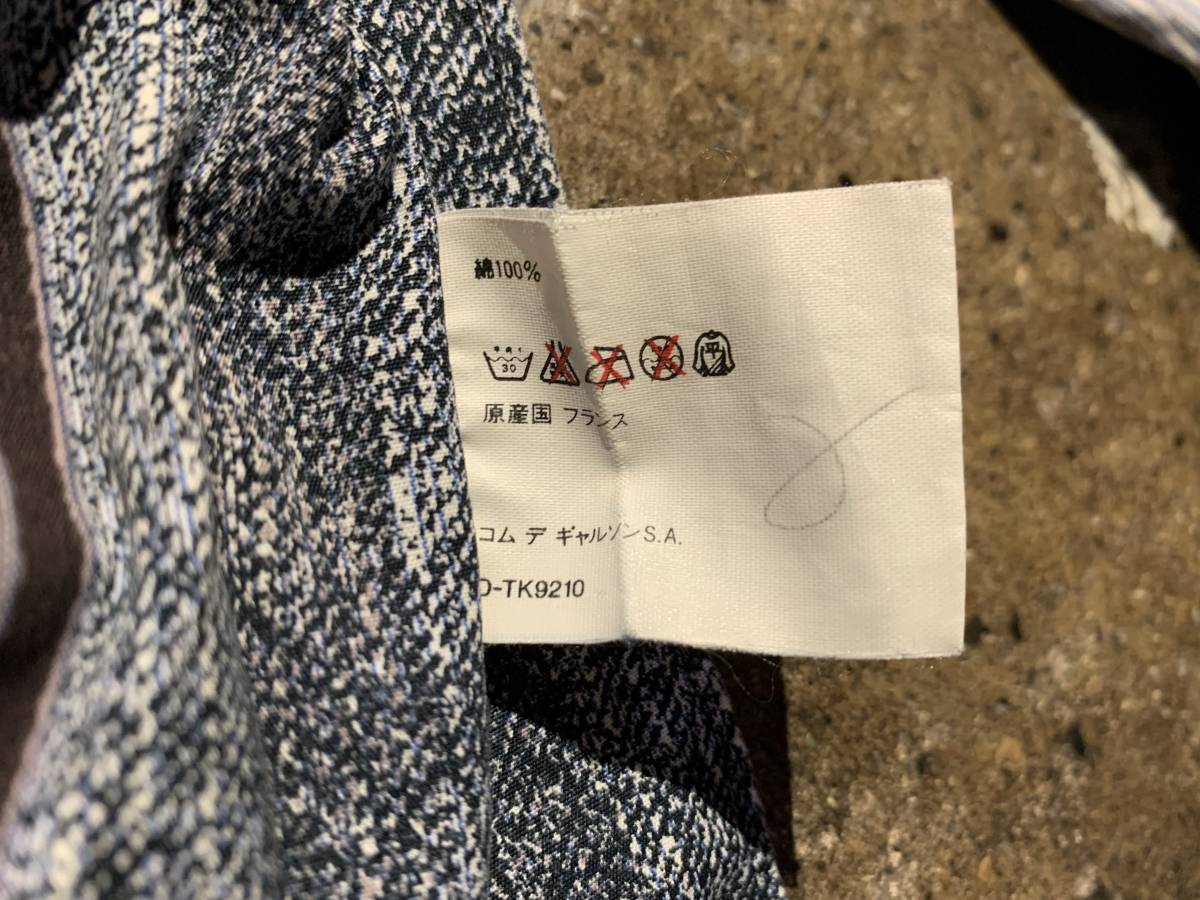 綿100%
30
平
原産国 フランス
コム デ ギャルソン S.A.
D-TK9210